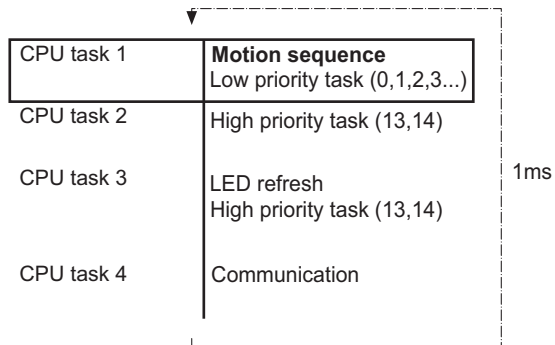 CPU task 1 Motion sequence
Low priority task (0,1,2,3...)
CPU task 2 High priority task (13,14)
CPU task 3 LED refresh
High priority task (13,14)
1ms
CPU task 4 Communication